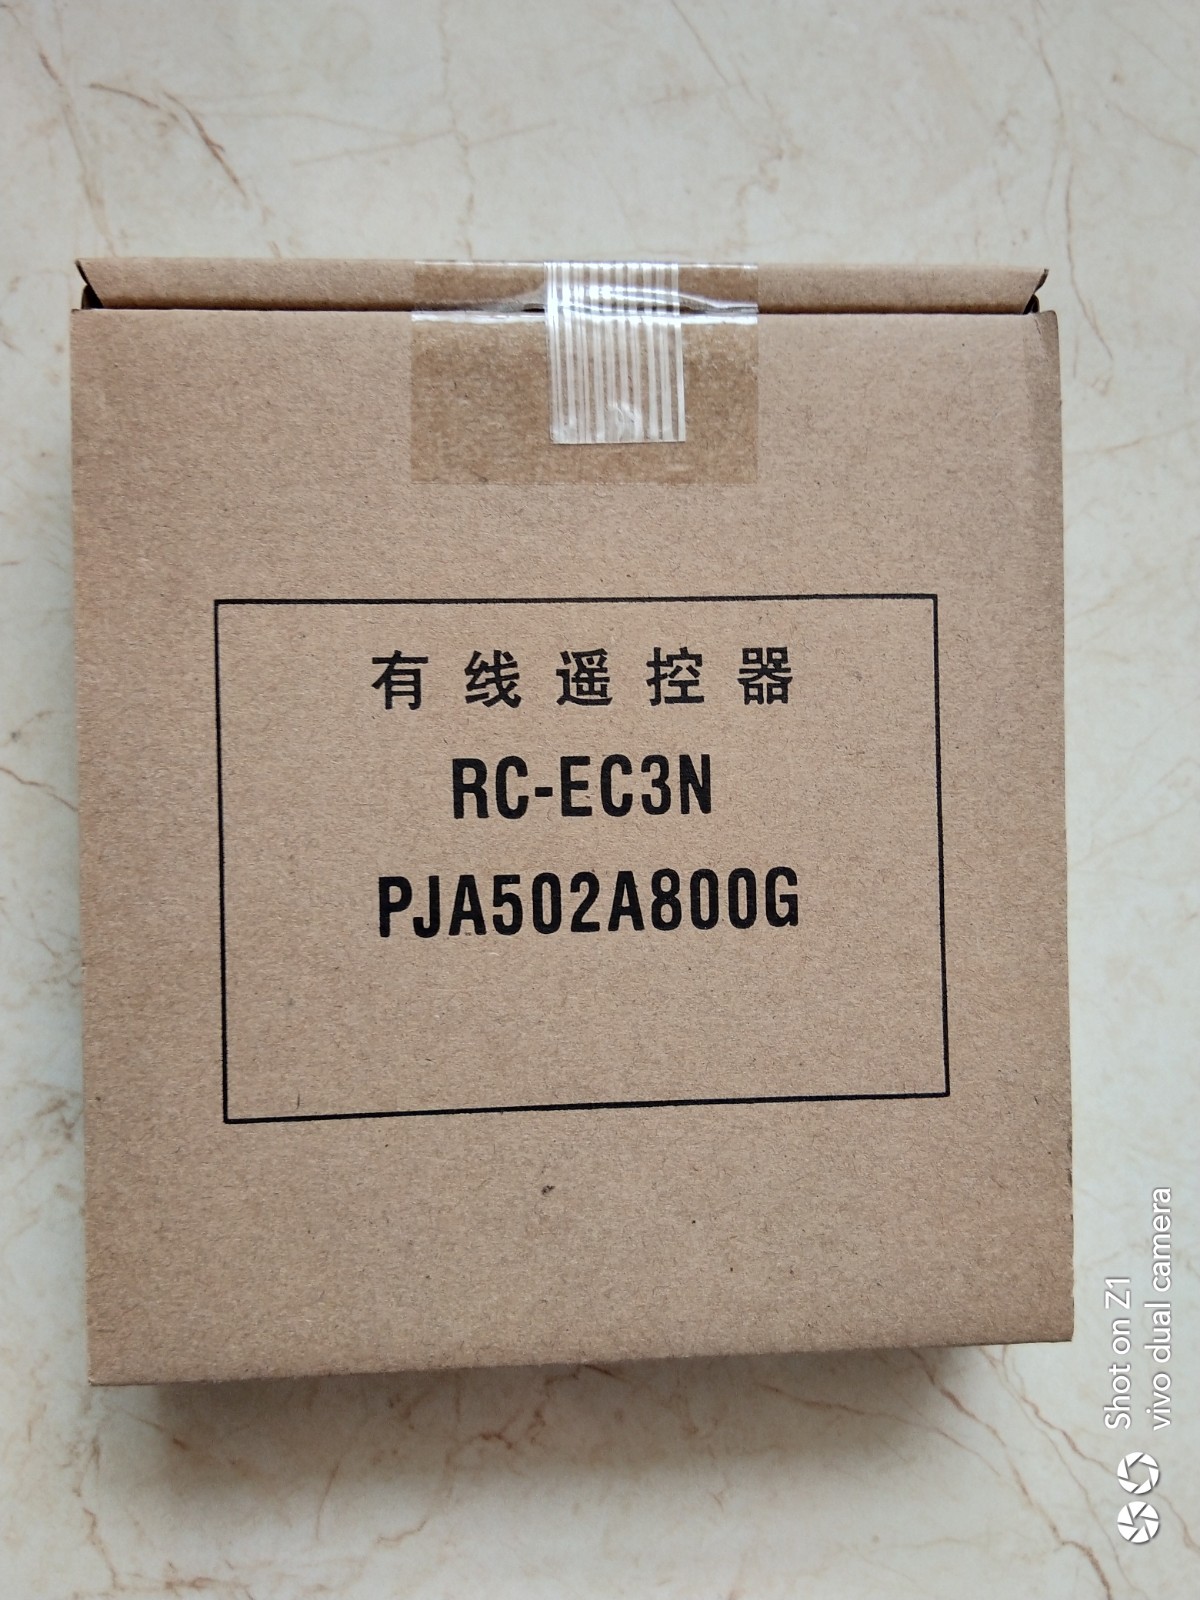 有线遥控器
RC-EC3N
PJA502A800G
Shot on Z1
vivo dual camera